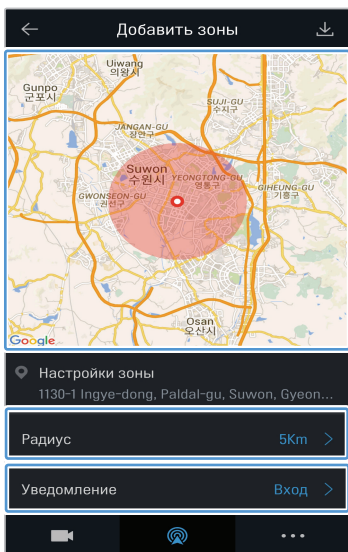 Добавить зоны
Uiwang
의왕시
Gunpo
군포시
SUJI-GU
수지구
JANGAN-GU
장안구
Suwon
수원시
YEONGTONG-GU
영통구
GWONSEON-GU
권선구
GIHEUNG-GU
기흥구
Osan
오산시
Google
Настройки зоны
1130-1 Ingye-dong, Paldal-gu, Suwon, Gyeon...
Радиус 5Km >
Уведомление Вход >